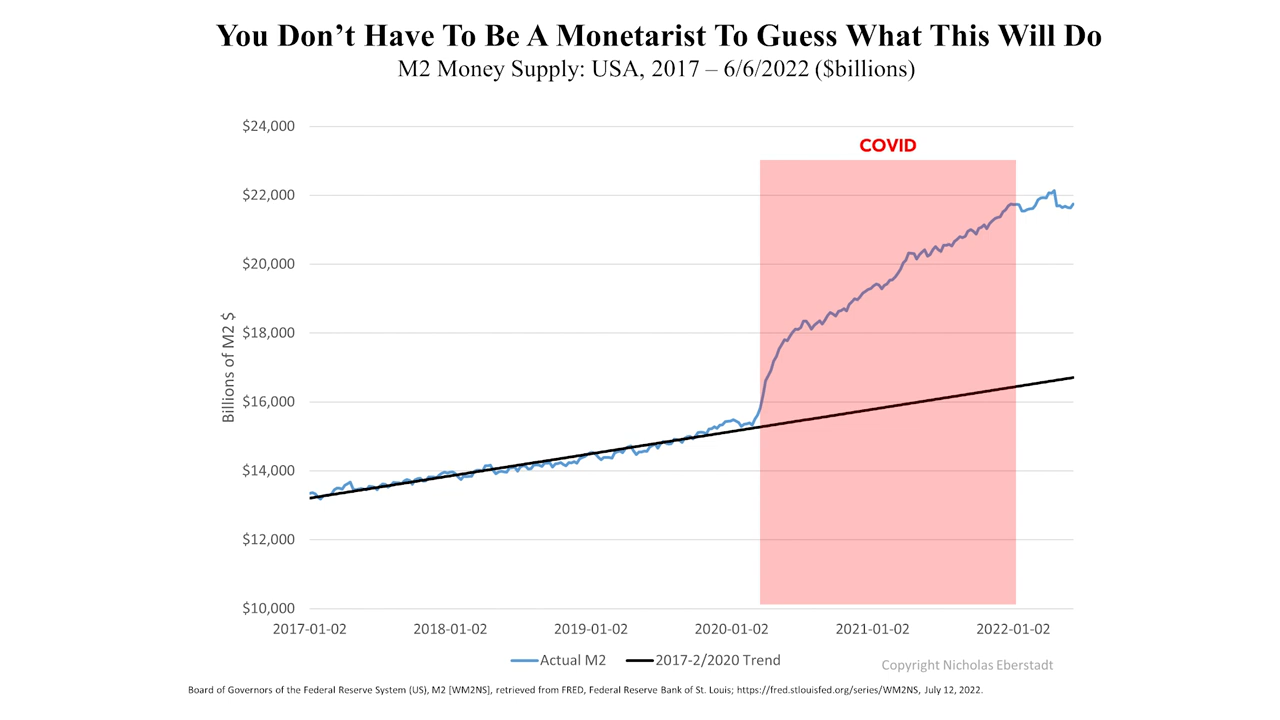 You Don’t Have To Be A Monetarist To Guess What This Will Do
M2 Money Supply: USA, 2017 – 6/6/2022 ($billions)
$24,000
COVID
$22,000
$20,000
$18,000
$16,000
$14,000
$12,000
$10,000
Billions of M2 $
2017-01-02 2018-01-02 2019-01-02 2020-01-02 2021-01-02 2022-01-02
Actual M2 2017-2/2020 Trend
Copyright Nicholas Eberstadt
Board of Governors of the Federal Reserve System (US), M2 [WM2NS], retrieved from FRED, Federal Reserve Bank of St. Louis; https://fred.stlouisfed.org/series/WM2NS, July 12, 2022.